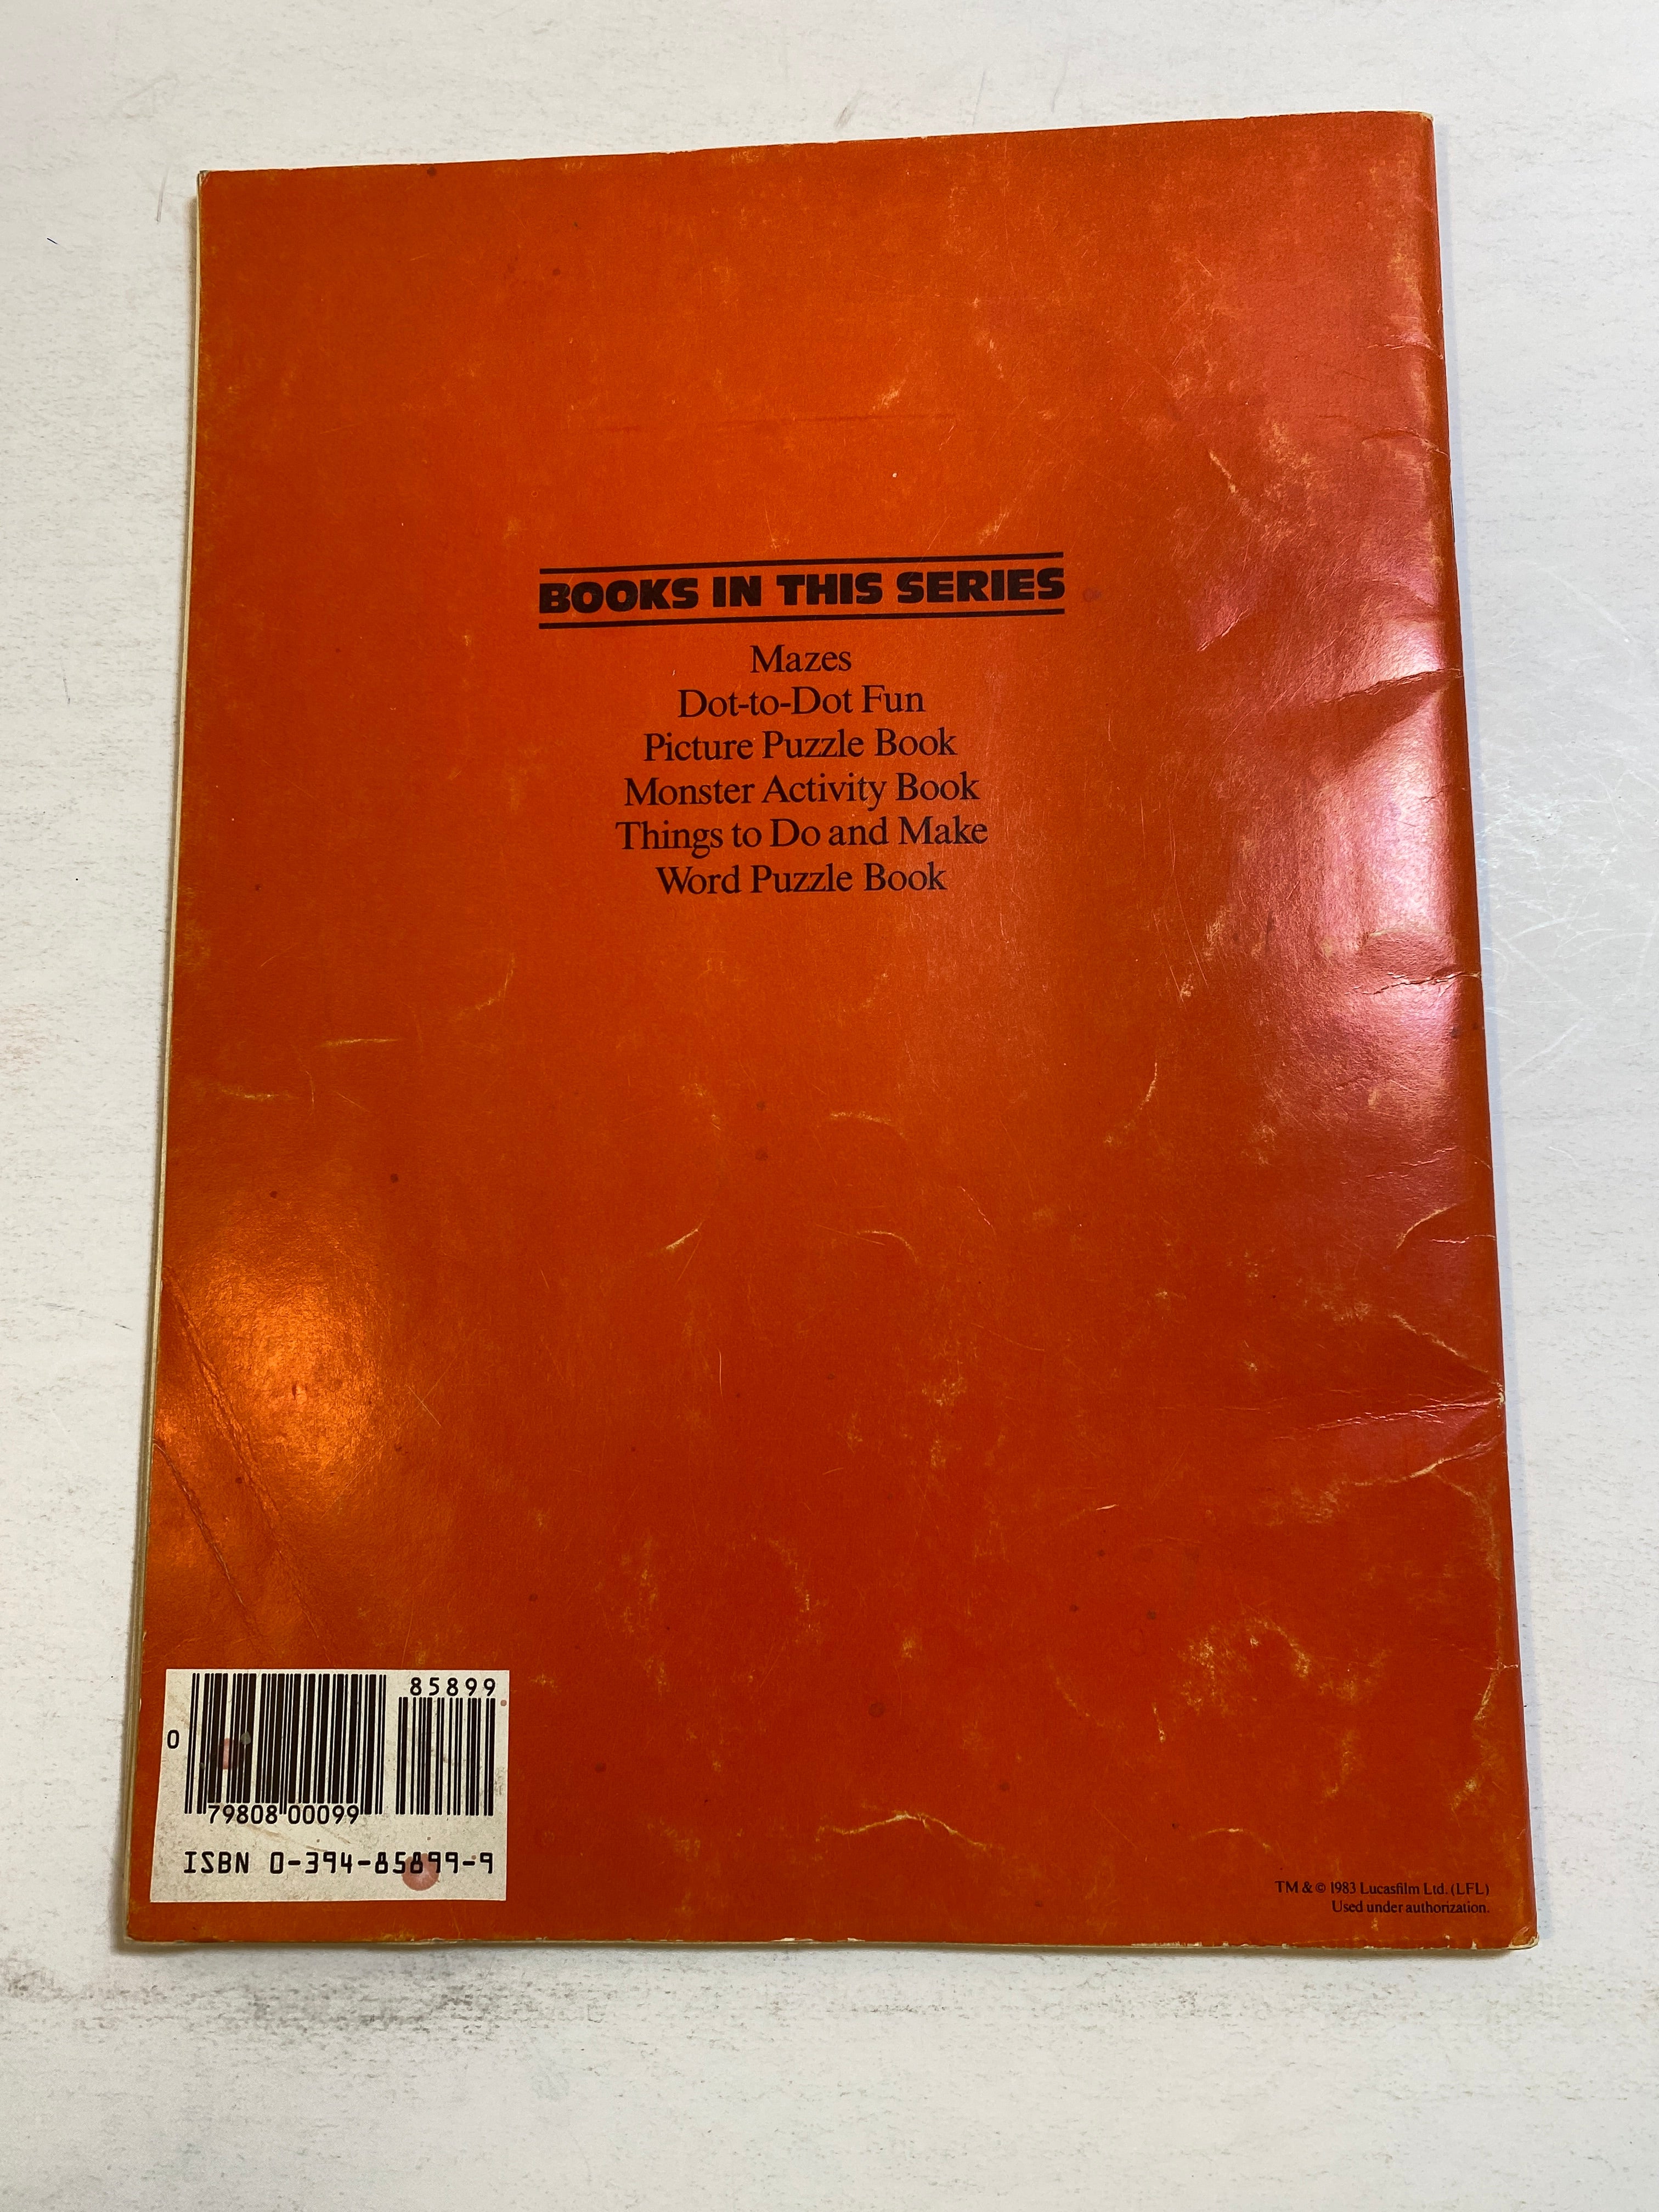 BOOKS IN THIS SERIES
Mazes
Dot-to-Dot Fun
Picture Puzzle Book
Monster Activity Book
Things to Do and Make
Word Puzzle Book
85899
0
79808 00099
ISBN 0-394-85899-9
TM & © 1983 Lucasfilm Ltd. (LFL)
Used under authorization.